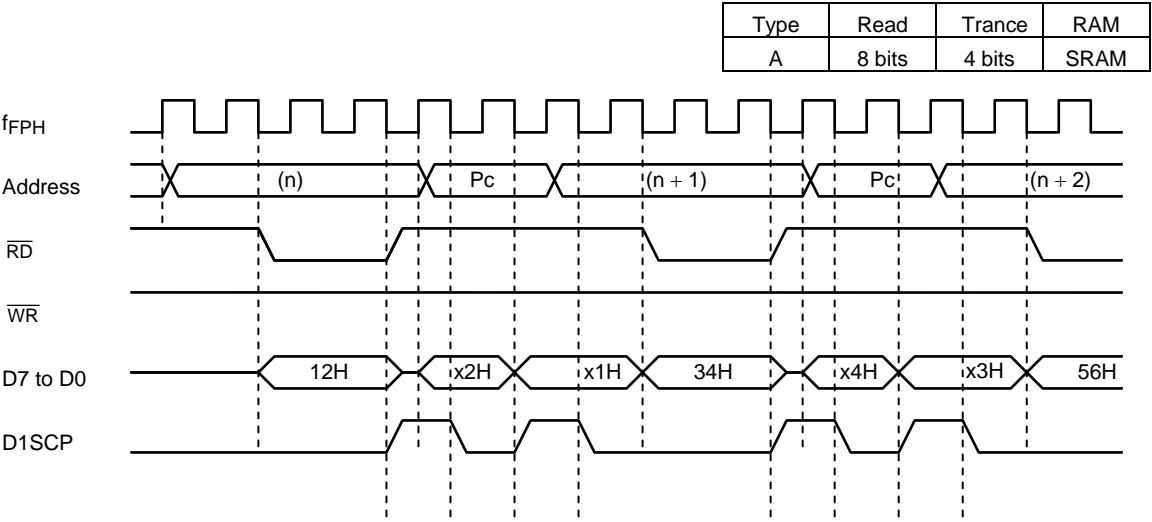 Type Read Trance RAM
A 8 bits 4 bits SRAM
fFPH
Address (n) Pc (n + 1) Pc (n + 2)
RD
WR
D7 to D0 12H x2H x1H 34H x4H x3H 56H
D1SCP